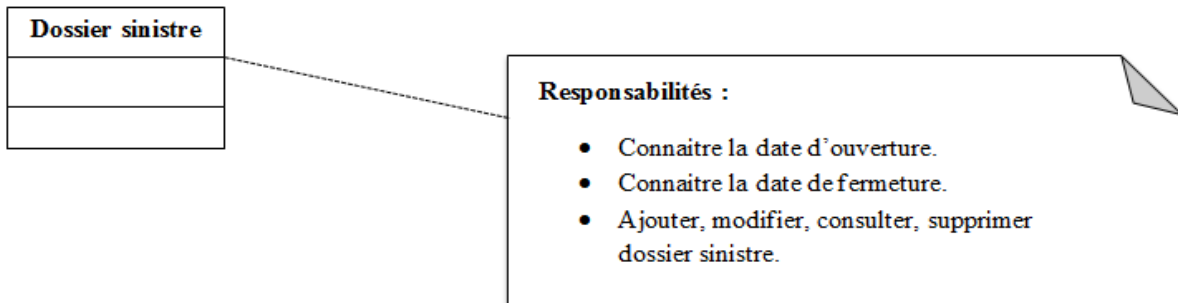 Dossier sinistre
Responsabilités :
• Connaitre la date d’ouverture.
• Connaitre la date de fermeture.
• Ajouter, modifier, consulter, supprimer
dossier sinistre.